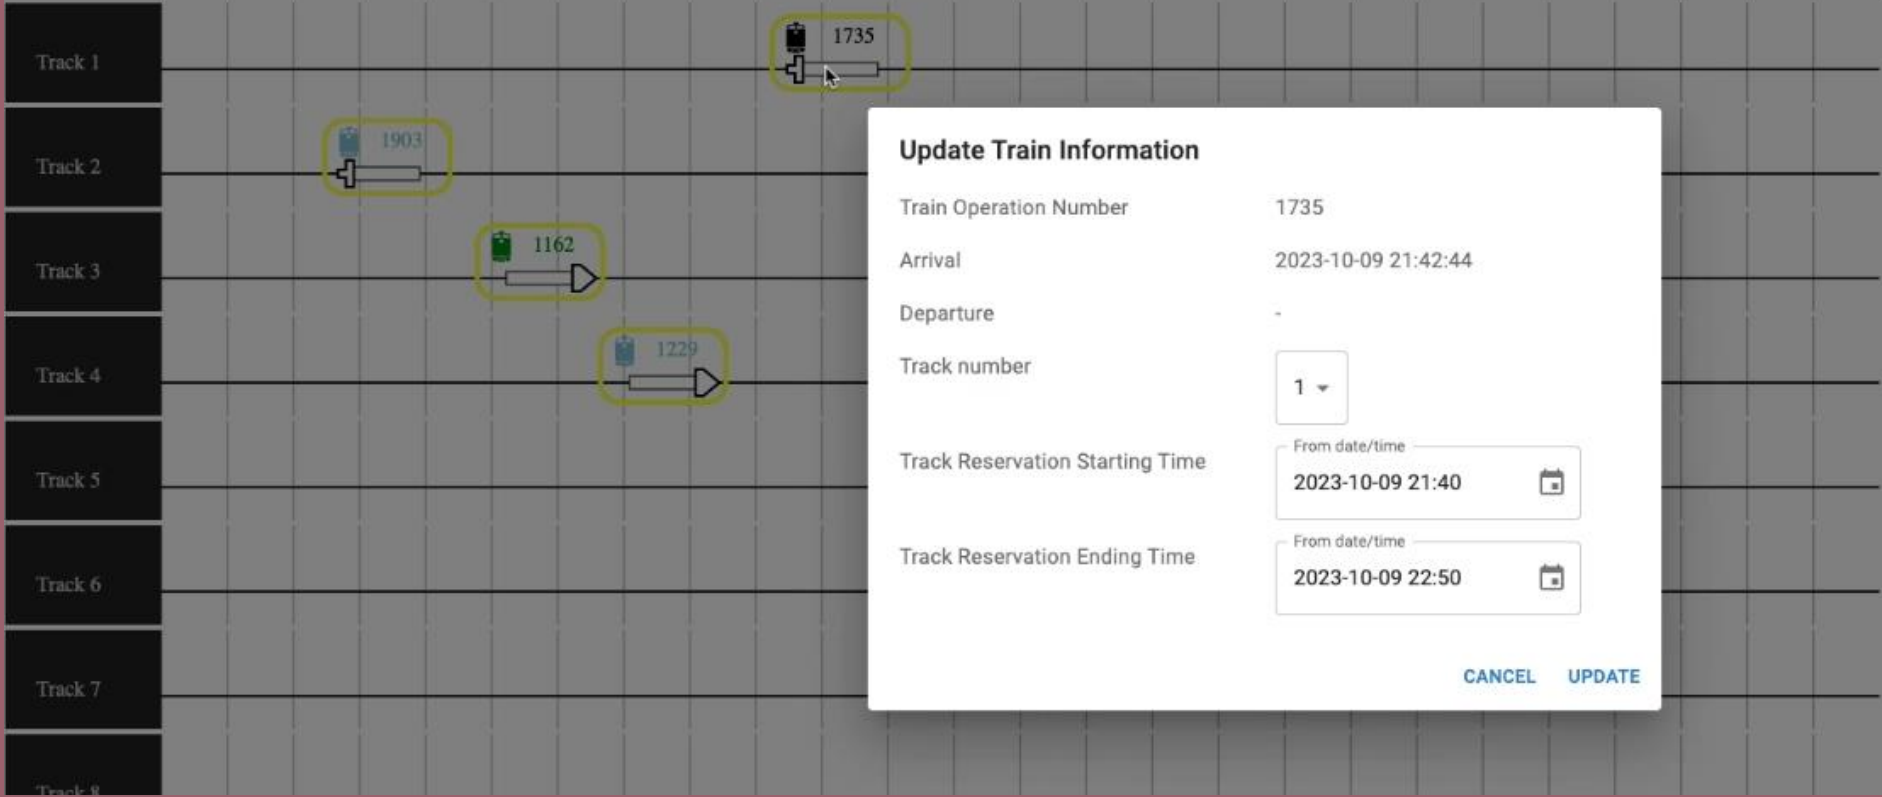 Track 1
1735
Track 2
1903
Track 3
1162
Track 4
1229
Track 5
Track 6
Track 7
Track 8
Update Train Information
Train Operation Number 1735
Arrival 2023-10-09 21:42:44
Departure -
Track number 1
Track Reservation Starting Time
From date/time
2023-10-09 21:40
Track Reservation Ending Time
From date/time
2023-10-09 22:50
CANCEL UPDATE